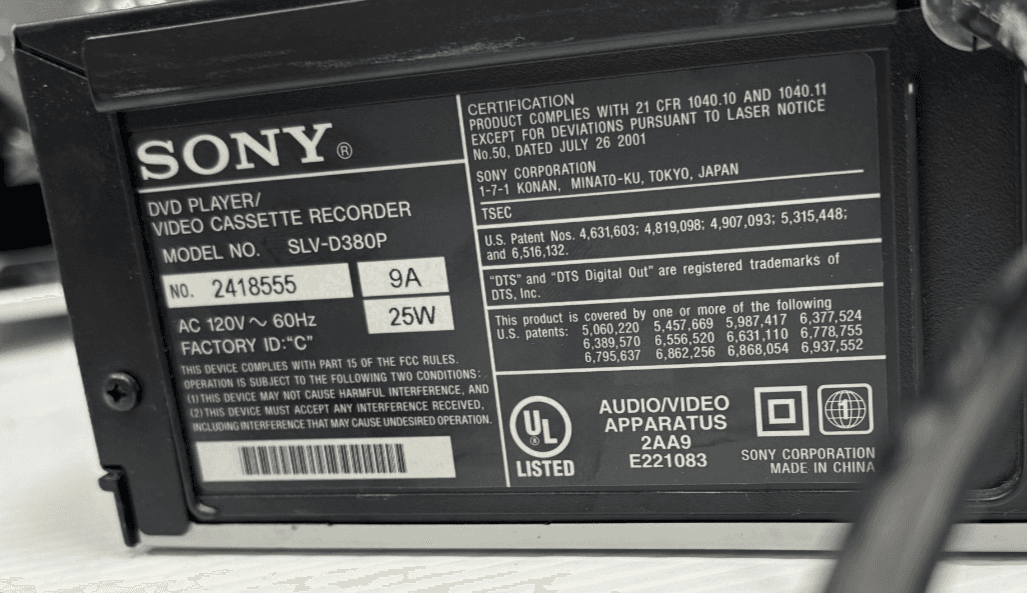 SONY®
DVD PLAYER/
VIDEO CASSETTE RECORDER
MODEL NO. SLV-D380P
NO. 2418555
9A
25W
AC 120V~ 60Hz
FACTORY ID:"C"
THIS DEVICE COMPLIES WITH PART 15 OF THE FCC RULES.
OPERATION IS SUBJECT TO THE FOLLOWING TWO CONDITIONS:
(1) THIS DEVICE MAY NOT CAUSE HARMFUL INTERFERENCE, AND
(2) THIS DEVICE MUST ACCEPT ANY INTERFERENCE RECEIVED,
INCLUDING INTERFERENCE THAT MAY CAUSE UNDESIRED OPERATION.
CERTIFICATION
PRODUCT COMPLIES WITH 21 CFR 1040.10 AND 1040.11
EXCEPT FOR DEVIATIONS PURSUANT TO LASER NOTICE
No.50, DATED JULY 26 2001
SONY CORPORATION
1-7-1 KONAN, MINATO-KU, TOKYO, JAPAN
TSEC
U.S. Patent Nos. 4,631,603; 4,819,098; 4,907,093; 5,315,448;
and 6,516,132.
"DTS" and "DTS Digital Out" are registered trademarks of
DTS, Inc.
This product is covered by one or more of the following
U.S. patents: 5,060,220 5,457,669 5,987,417 6,377,524
6,389,570 6,556,520 6,631,110 6,778,755
6,795,637 6,862,256 6,868,054 6,937,552
UL ®
LISTED
AUDIO/VIDEO
APPARATUS
2AA9
E221083
1
SONY CORPORATION
MADE IN CHINA